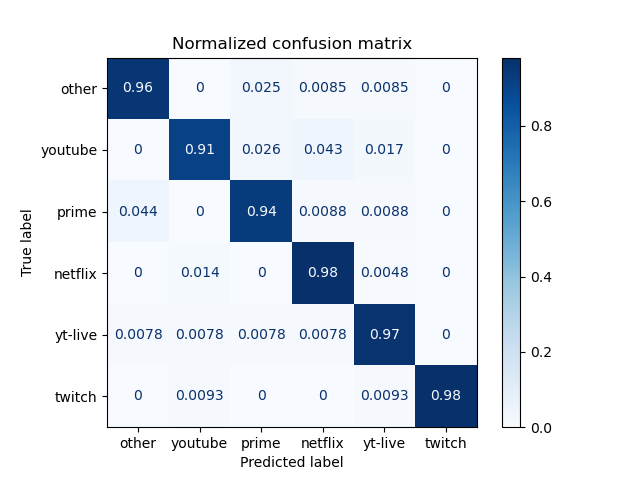 Normalized confusion matrix
True label
other 0.96 0 0.025 0.0085 0.0085 0
youtube 0 0.91 0.026 0.043 0.017 0
prime 0.044 0 0.94 0.0088 0.0088 0
netflix 0 0.014 0 0.98 0.0048 0
yt-live 0.0078 0.0078 0.0078 0.0078 0.97 0
twitch 0 0.0093 0 0 0.0093 0.98
other youtube prime netflix yt-live twitch
Predicted label
0.8
0.6
0.4
0.2
0.0